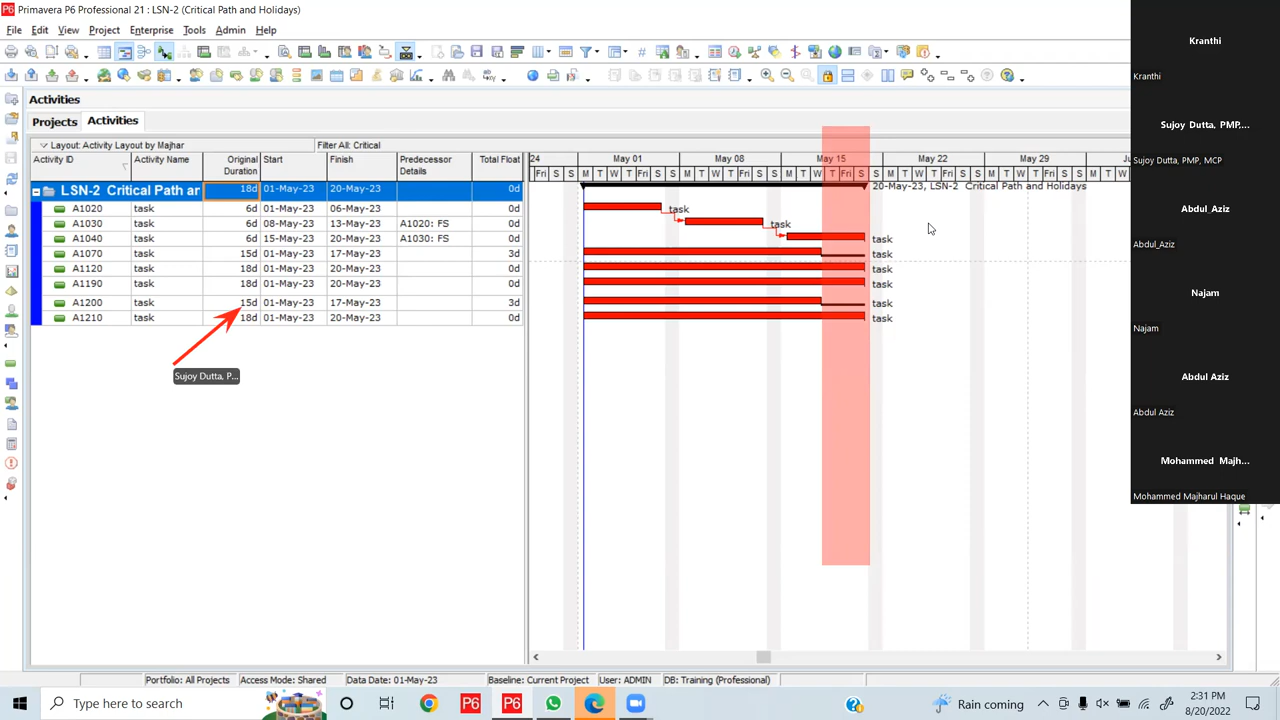 Primavera P6 Professional 21 : LSN-2 (Critical Path and Holidays)
File Edit View Project Enterprise Tools Admin Help
Activities
Projects Activities
Layout: Activity Layout by Majhar Filter All: Critical
Activity ID Activity Name Original Duration Start Finish Predecessor Details Total Float
24 May 01 May 08 May 15 May 22 May 29
Fri S S M T W T Fri S S M T W T Fri S S M T W T Fri S S M T W T Fri S S M T W T Fri S S M T W T
LSN-2 Critical Path ar 18d 01-May-23 20-May-23 0d
20-May-23, LSN-2 Critical Path and Holidays
A1020 task 6d 01-May-23 06-May-23 0d task
A1030 task 6d 08-May-23 13-May-23 A1020: FS 0d task
A1040 task 6d 15-May-23 20-May-23 A1030: FS 0d task
A1070 task 15d 01-May-23 17-May-23 3d task
A1120 task 18d 01-May-23 20-May-23 0d task
A1190 task 18d 01-May-23 20-May-23 0d task
A1200 task 15d 01-May-23 17-May-23 3d task
A1210 task 18d 01-May-23 20-May-23 0d task
Sujoy Dutta, P...
Kranthi
Kranthi
Sujoy Dutta, PMP,...
Sujoy Dutta, PMP, MCP
Abdul_Aziz
Abdul_Aziz
Najam
Najam
Abdul Aziz
Abdul Aziz
Mohammed Majh...
Mohammed Majharul Haque
Portfolio: All Projects Access Mode: Shared Data Date: 01-May-23 Baseline: Current Project User: ADMIN DB: Training (Professional)
Type here to search
Rain coming
2:31 PM
8/20/2022